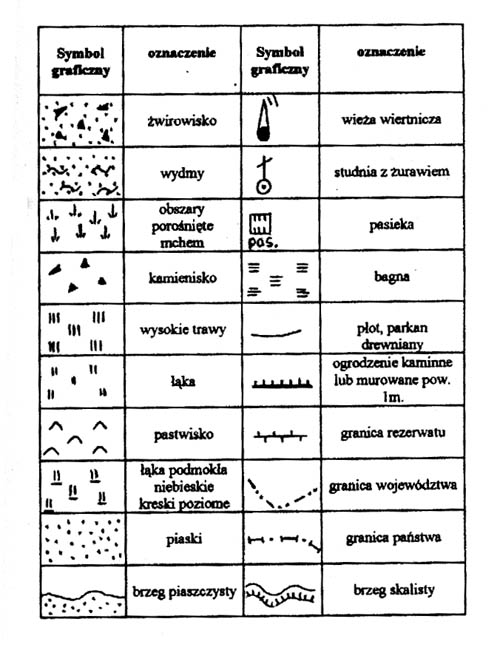 Symbol graficzny oznaczenie Symbol graficzny oznaczenie
żwirowisko wieża wiertnicza
wydmy studnia z żurawiem
obszary porośnięte mchem pas. pasieka
kamienisko bagna
wysokie trawy płot, parkan drewniany
łąka ogrodzenie kaminne lub murowane pow. 1m.
pastwisko granica rezerwatu
łąka podmokła niebieskie kreski poziome granica województwa
piaski granica państwa
brzeg piaszczysty brzeg skalisty